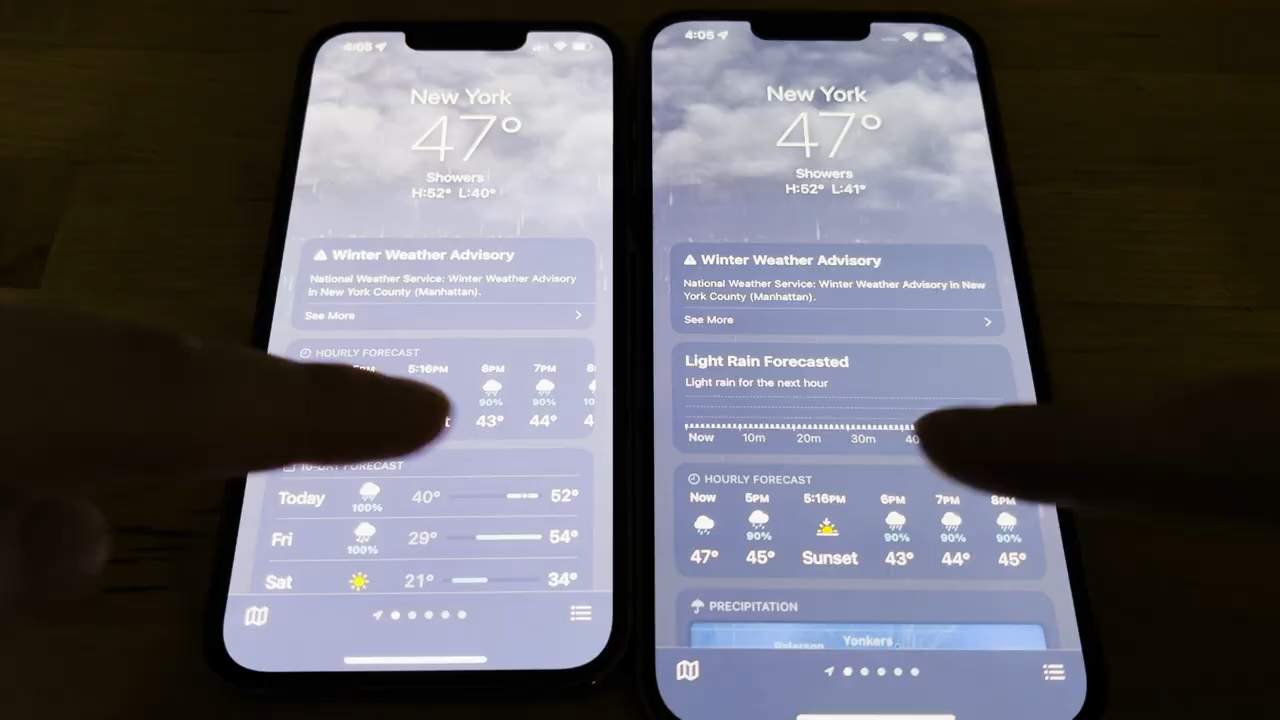 4:05
New York
47°
Showers
H:52° L:40°
Winter Weather Advisory
National Weather Service: Winter Weather Advisory
in New York County (Manhattan).
See More
HOURLY FORECAST
5:16PM 6PM 7PM
90% 90%
43° 44°
10-DAY FORECAST
Today 100% 40° 52°
Fri 100% 29° 54°
Sat 21° 34°
4:05
New York
47°
Showers
H:52° L:41°
Winter Weather Advisory
National Weather Service: Winter Weather Advisory in New
York County (Manhattan).
See More
Light Rain Forecasted
Light rain for the next hour
Now 10m 20m 30m
HOURLY FORECAST
Now 5PM 5:16PM 6PM 7PM 8PM
90% 90% 90% 90%
47° 45° Sunset 43° 44° 45°
PRECIPITATION
Yonkers
Paterson